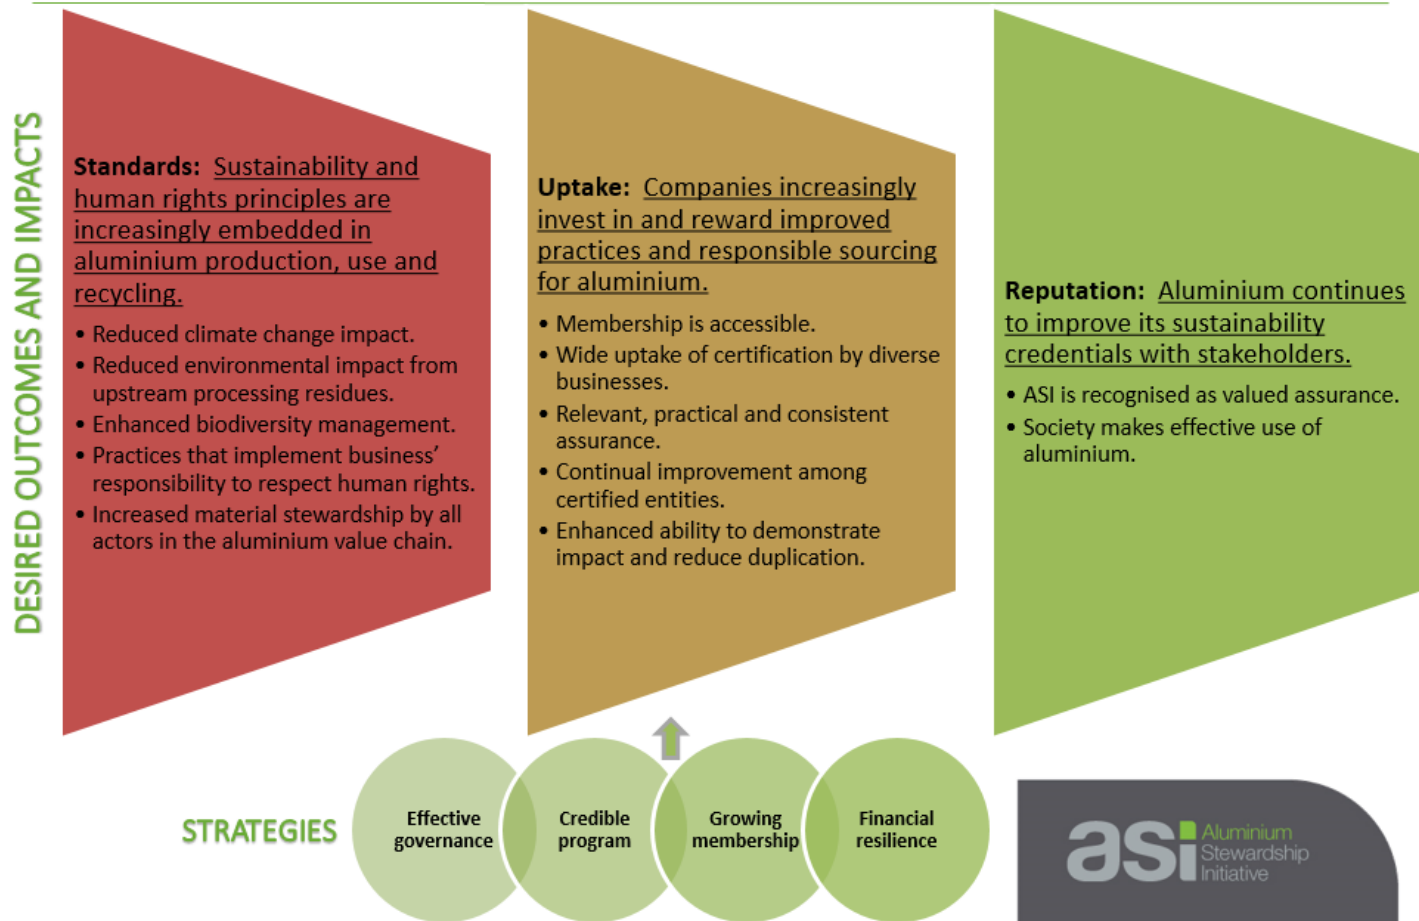 DESIRED OUTCOMES AND IMPACTS
Standards: Sustainability and
human rights principles are
increasingly embedded in
aluminium production, use and
recycling.
• Reduced climate change impact.
• Reduced environmental impact from
upstream processing residues.
• Enhanced biodiversity management.
• Practices that implement business’
responsibility to respect human rights.
• Increased material stewardship by all
actors in the aluminium value chain.
Uptake: Companies increasingly
invest in and reward improved
practices and responsible sourcing
for aluminium.
• Membership is accessible.
• Wide uptake of certification by diverse
businesses.
• Relevant, practical and consistent
assurance.
• Continual improvement among
certified entities.
• Enhanced ability to demonstrate
impact and reduce duplication.
Reputation: Aluminium continues
to improve its sustainability
credentials with stakeholders.
• ASI is recognised as valued assurance.
• Society makes effective use of
aluminium.
STRATEGIES
Effective
governance
Credible
program
Growing
membership
Financial
resilience
asi
Aluminium
Stewardship
Initiative